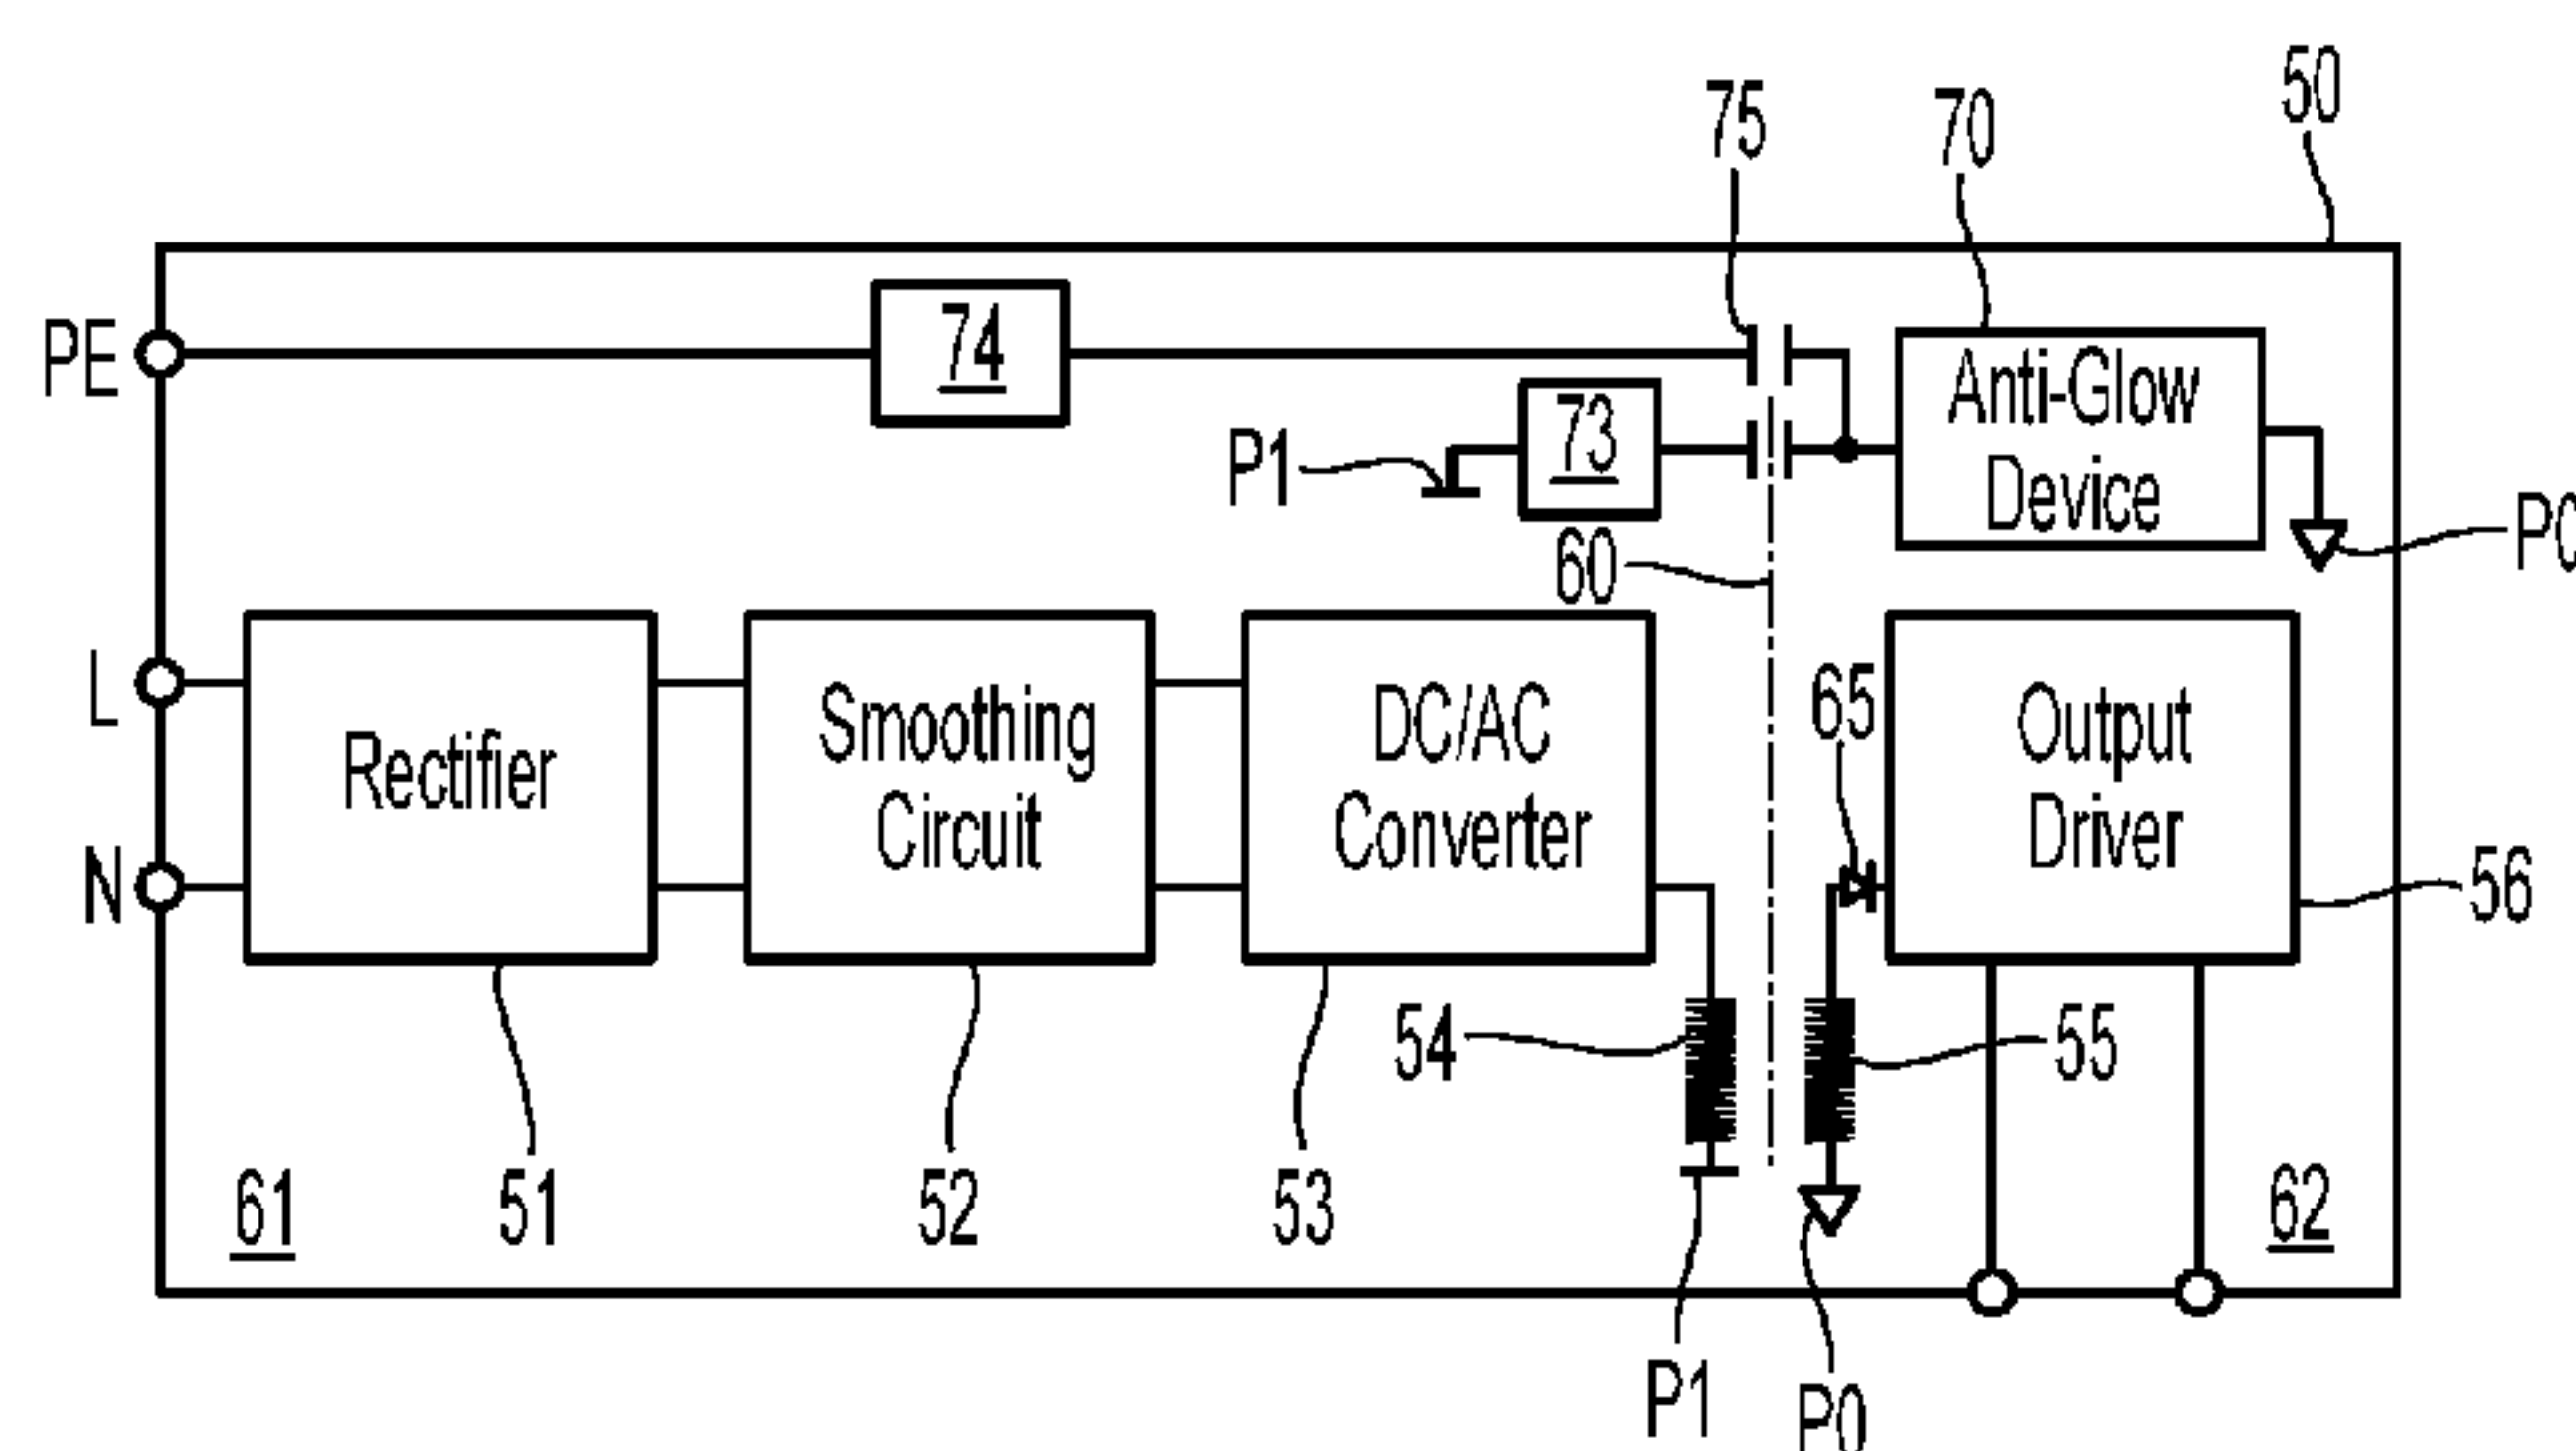 50
75
70
PE
74
Anti-Glow
Device
73
P1
P0
60
L
N
Rectifier
Smoothing
Circuit
DC/AC
Converter
65
Output
Driver
56
54
55
61
51
52
53
62
P1
P0